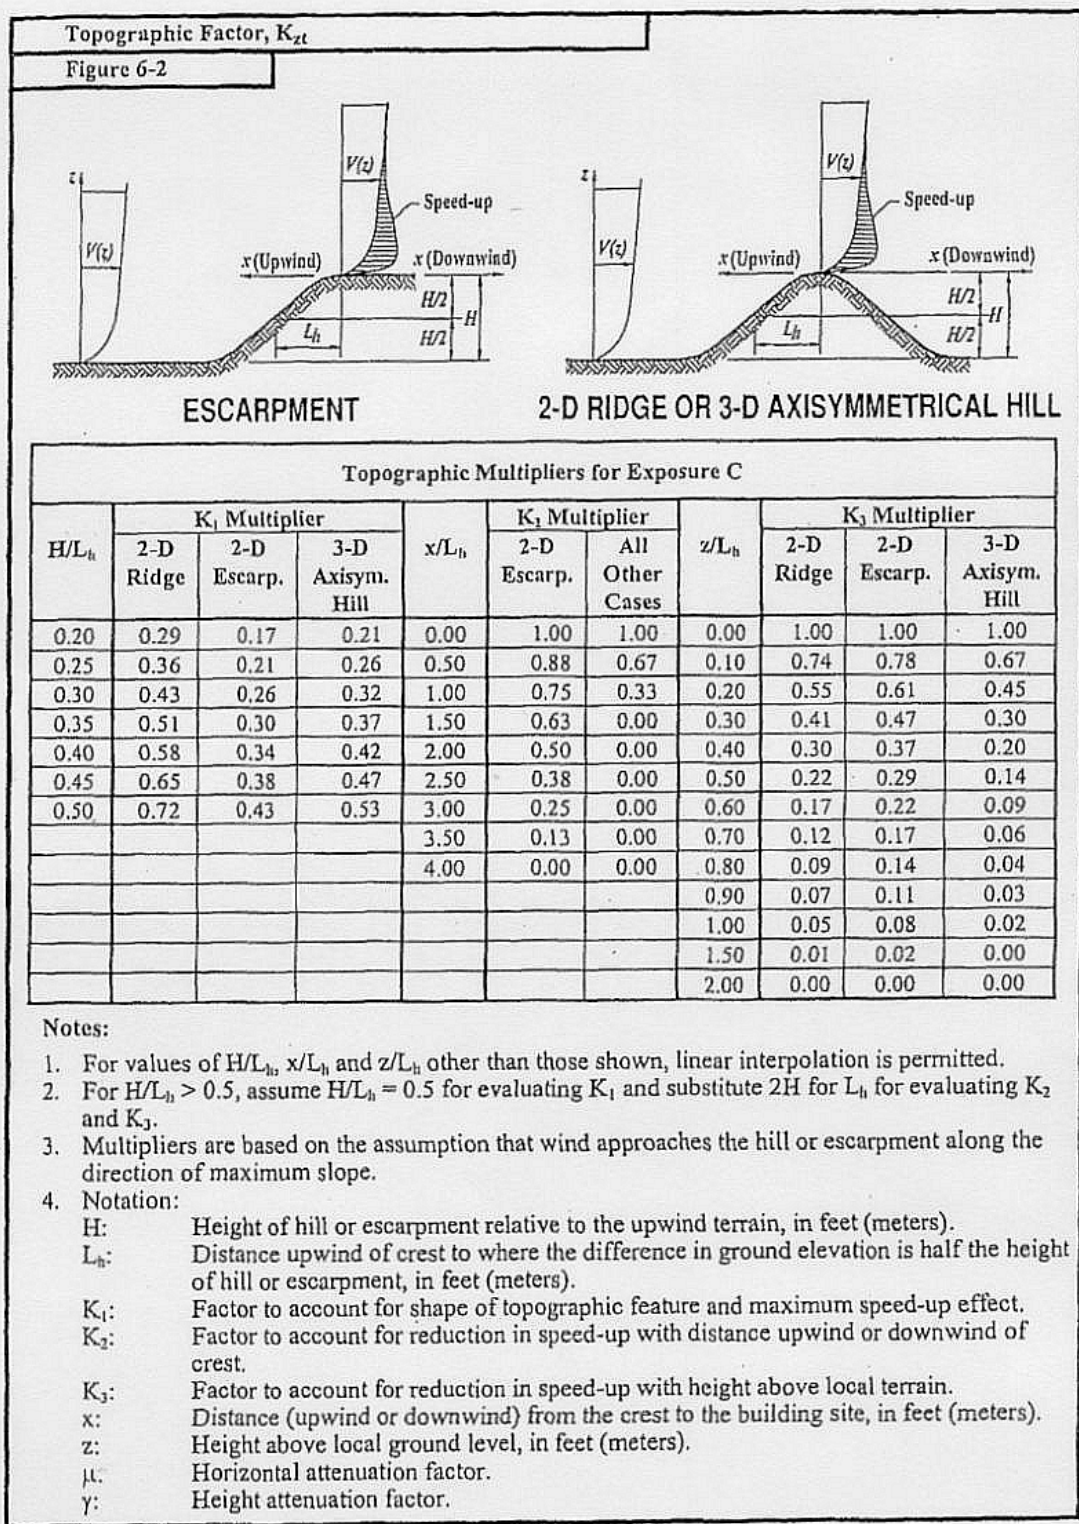 Topographic Factor, Kzt
Figure 6-2
z
V(z)
V(z)
Speed-up
x (Upwind)
x (Downwind)
H/2
H
Lh
H/2
ESCARPMENT
z
V(z)
V(z)
Speed-up
x (Upwind)
x (Downwind)
H/2
H
Lh
H/2
2-D RIDGE OR 3-D AXISYMMETRICAL HILL
Topographic Multipliers for Exposure C
H/Lh K1 Multiplier x/Lh K2 Multiplier z/Lh K3 Multiplier
2-D Ridge 2-D Escarp. 3-D Axisym. Hill 2-D Escarp. All Other Cases 2-D Ridge 2-D Escarp. 3-D Axisym. Hill
0.20 0.29 0.17 0.21 0.00 1.00 1.00 0.00 1.00 1.00 1.00
0.25 0.36 0.21 0.26 0.50 0.88 0.67 0.10 0.74 0.78 0.67
0.30 0.43 0.26 0.32 1.00 0.75 0.33 0.20 0.55 0.61 0.45
0.35 0.51 0.30 0.37 1.50 0.63 0.00 0.30 0.41 0.47 0.30
0.40 0.58 0.34 0.42 2.00 0.50 0.00 0.40 0.30 0.37 0.20
0.45 0.65 0.38 0.47 2.50 0.38 0.00 0.50 0.22 0.29 0.14
0.50 0.72 0.43 0.53 3.00 0.25 0.00 0.60 0.17 0.22 0.09
3.50 0.13 0.00 0.70 0.12 0.17 0.06
4.00 0.00 0.00 0.80 0.09 0.14 0.04
0.90 0.07 0.11 0.03
1.00 0.05 0.08 0.02
1.50 0.01 0.02 0.00
2.00 0.00 0.00 0.00
Notes:
1. For values of H/Lh, x/Lh and z/Lh other than those shown, linear interpolation is permitted.
2. For H/Lh > 0.5, assume H/Lh = 0.5 for evaluating K1 and substitute 2H for Lh for evaluating K2
and K3.
3. Multipliers are based on the assumption that wind approaches the hill or escarpment along the
direction of maximum slope.
4. Notation:
H: Height of hill or escarpment relative to the upwind terrain, in feet (meters).
Lh: Distance upwind of crest to where the difference in ground elevation is half the height
of hill or escarpment, in feet (meters).
K1: Factor to account for shape of topographic feature and maximum speed-up effect.
K2: Factor to account for reduction in speed-up with distance upwind or downwind of
crest.
K3: Factor to account for reduction in speed-up with height above local terrain.
x: Distance (upwind or downwind) from the crest to the building site, in feet (meters).
z: Height above local ground level, in feet (meters).
μ: Horizontal attenuation factor.
γ: Height attenuation factor.